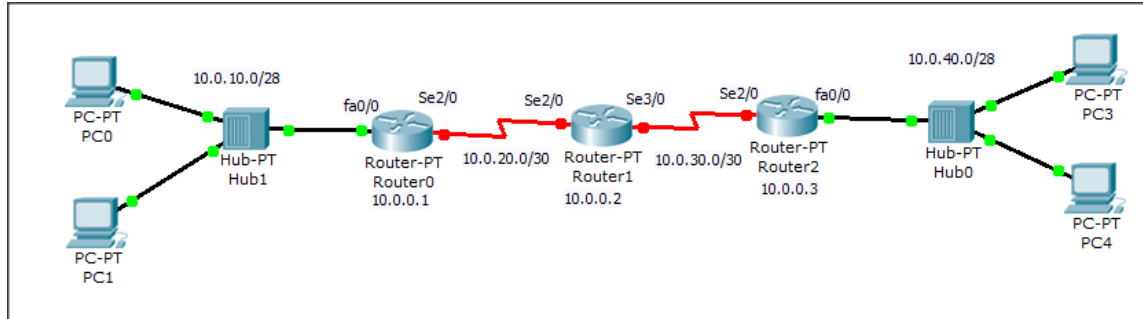 PC-PT
PC0
10.0.10.0/28
Hub-PT
Hub1
PC-PT
PC1
fa0/0
Se2/0
Router-PT
Router0
10.0.0.1
10.0.20.0/30
Se2/0
Se3/0
Router-PT
Router1
10.0.0.2
10.0.30.0/30
Se2/0
fa0/0
Router-PT
Router2
10.0.0.3
10.0.40.0/28
Hub-PT
Hub0
PC-PT
PC3
PC-PT
PC4